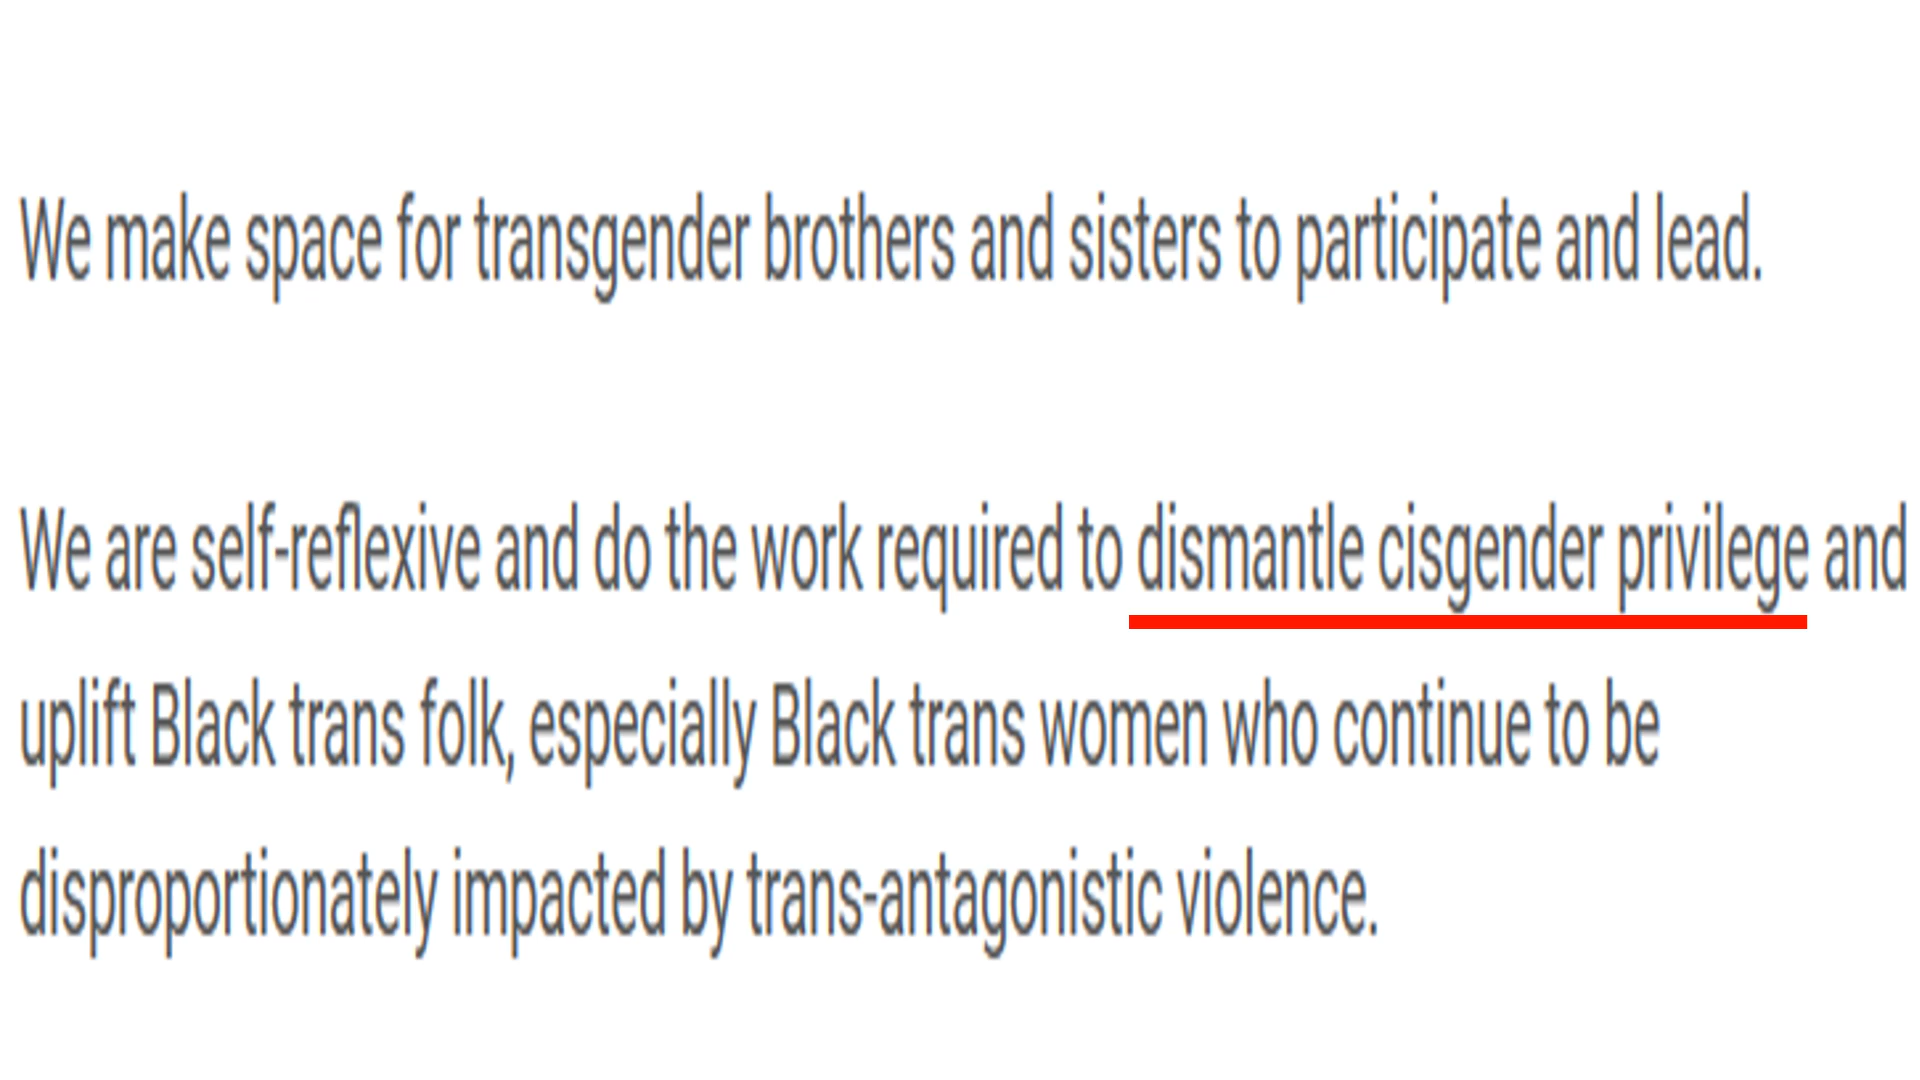 We make space for transgender brothers and sisters to participate and lead.
We are self-reflexive and do the work required to dismantle cisgender privilege and
uplift Black trans folk, especially Black trans women who continue to be
disproportionately impacted by trans-antagonistic violence.